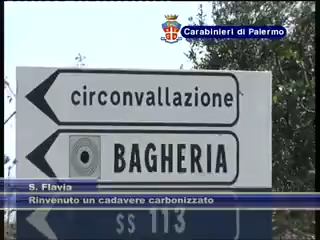 Carabinieri di Palermo
circonvallazione
BAGHERIA
S. Flavia
Rinvenuto un cadavere carbonizzato
SS 113